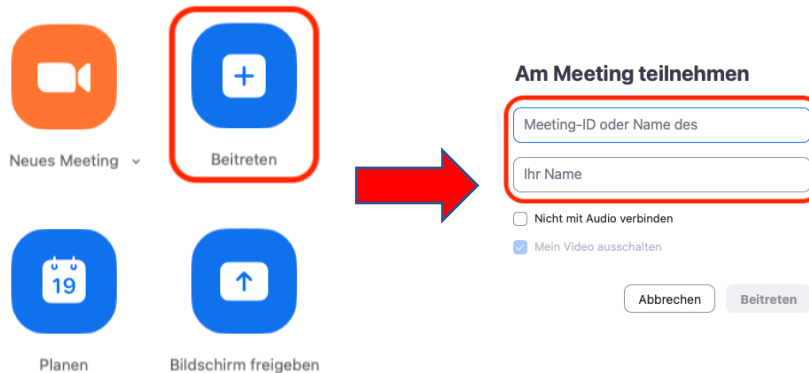 Neues Meeting
Beitreten
19
Planen
Bildschirm freigeben
Am Meeting teilnehmen
Meeting-ID oder Name des
Ihr Name
Nicht mit Audio verbinden
Mein Video ausschalten
Abbrechen
Beitreten